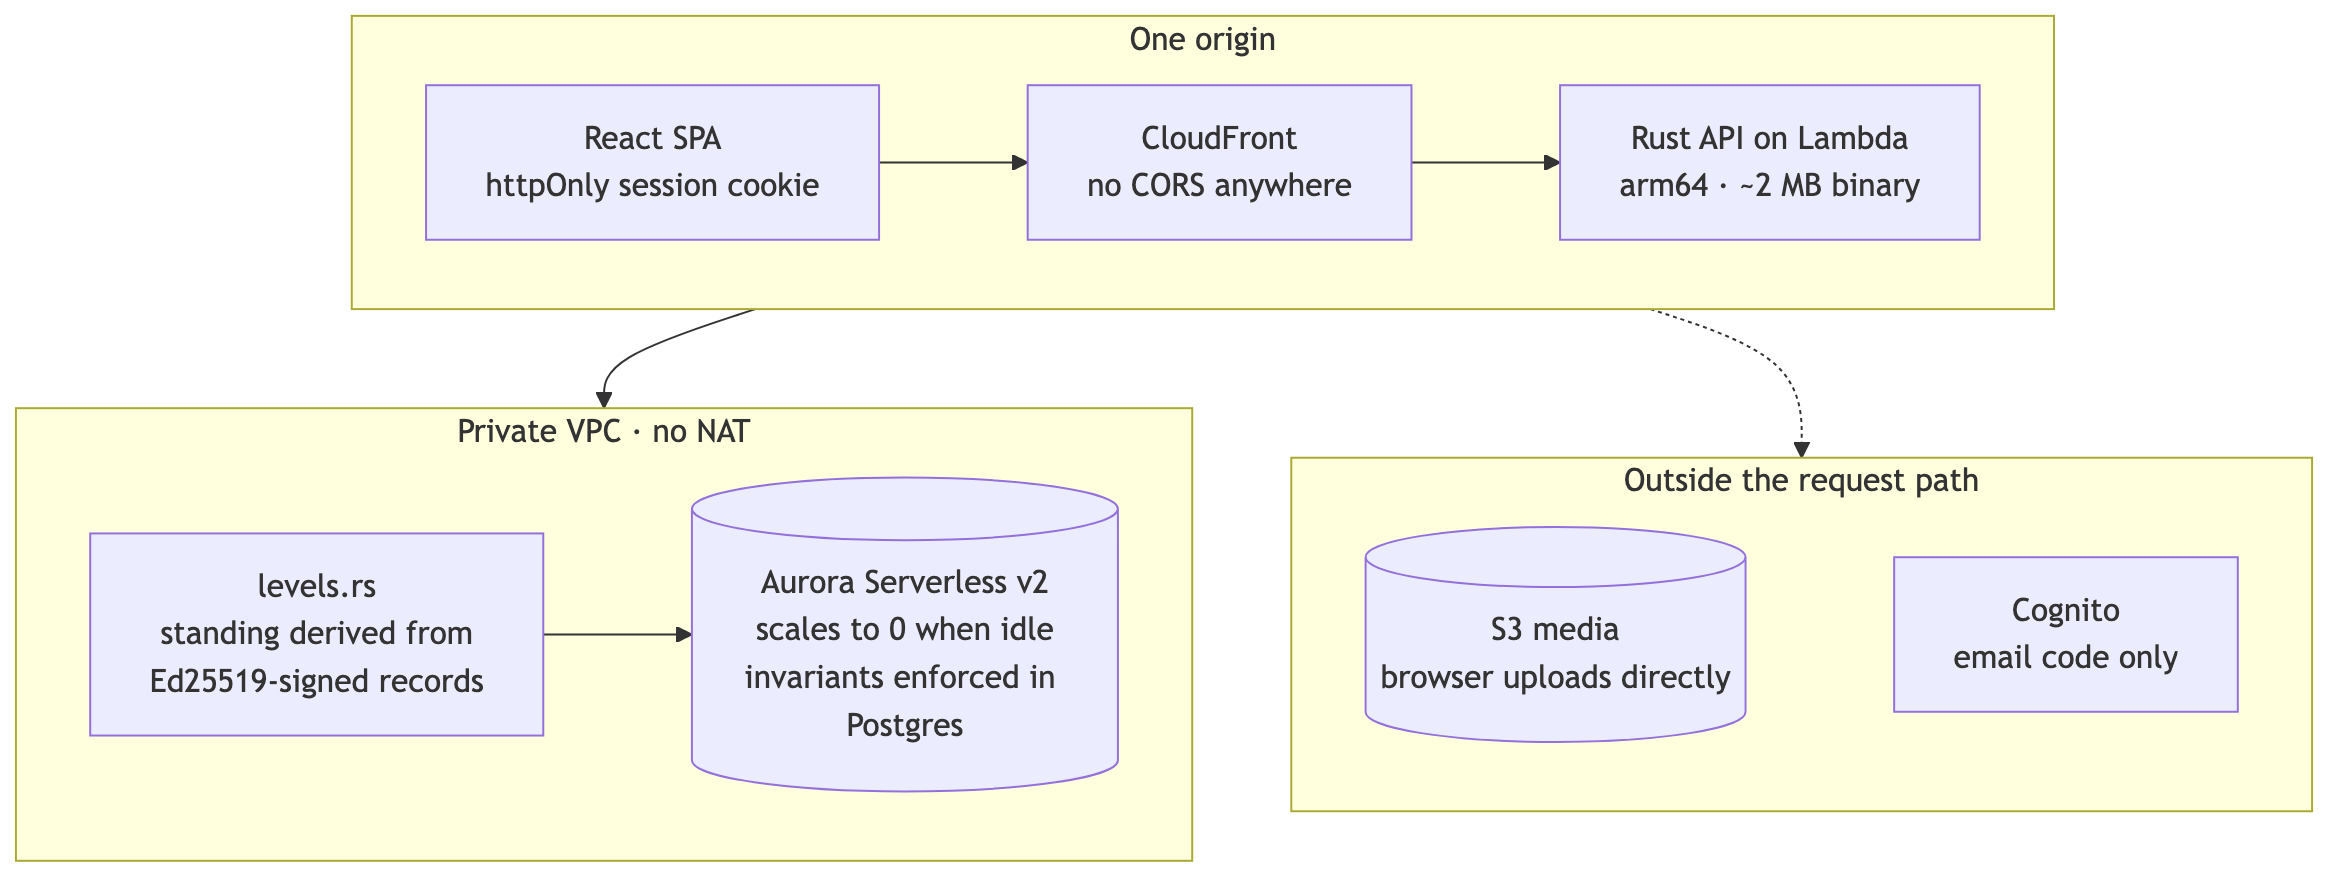 One origin
React SPA
httpOnly session cookie
CloudFront
no CORS anywhere
Rust API on Lambda
arm64 · ~2 MB binary
Private VPC · no NAT
levels.rs
standing derived from
Ed25519-signed records
Aurora Serverless v2
scales to 0 when idle
invariants enforced in
Postgres
Outside the request path
S3 media
browser uploads directly
Cognito
email code only